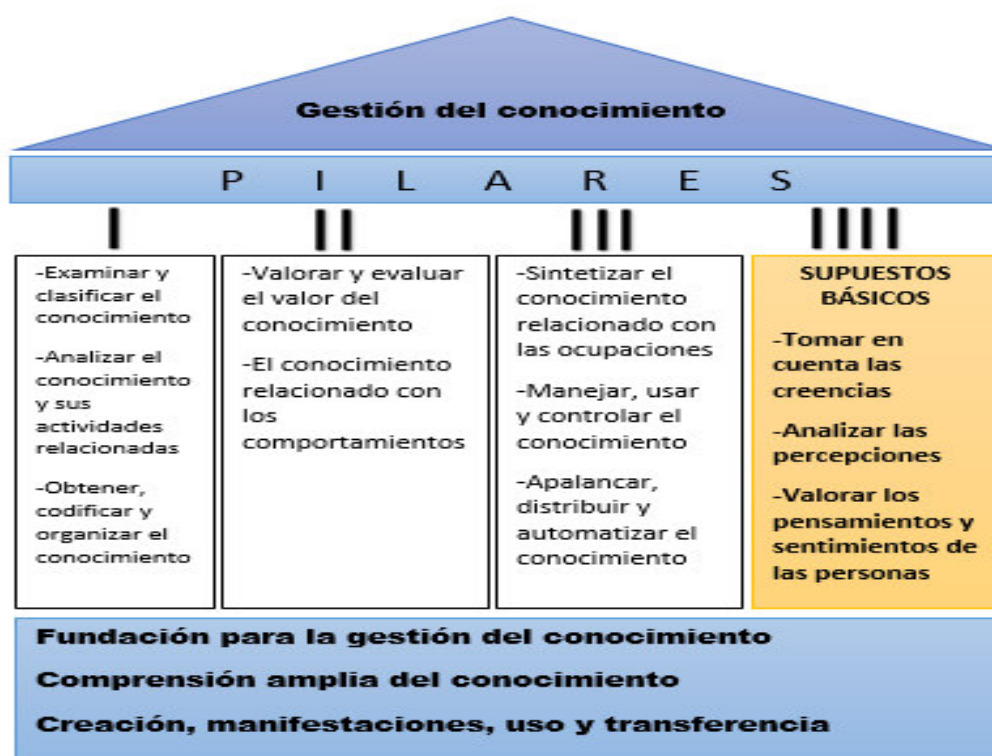 Gestión del conocimiento
P I L A R E S
I
-Examinar y
clasificar el
conocimiento
-Analizar el
conocimiento
y sus
actividades
relacionadas
-Obtener,
codificar y
organizar el
conocimiento
II
-Valorar y evaluar
el valor del
conocimiento
-El conocimiento
relacionado con
los
comportamientos
III
-Sintetizar el
conocimiento
relacionado con
las ocupaciones
-Manejar, usar
y controlar el
conocimiento
-Apalancar,
distribuir y
automatizar el
conocimiento
IIII
SUPUESTOS
BÁSICOS
-Tomar en
cuenta las
creencias
-Analizar las
percepciones
-Valorar los
pensamientos y
sentimientos de
las personas
Fundación para la gestión del conocimiento
Comprensión amplia del conocimiento
Creación, manifestaciones, uso y transferencia